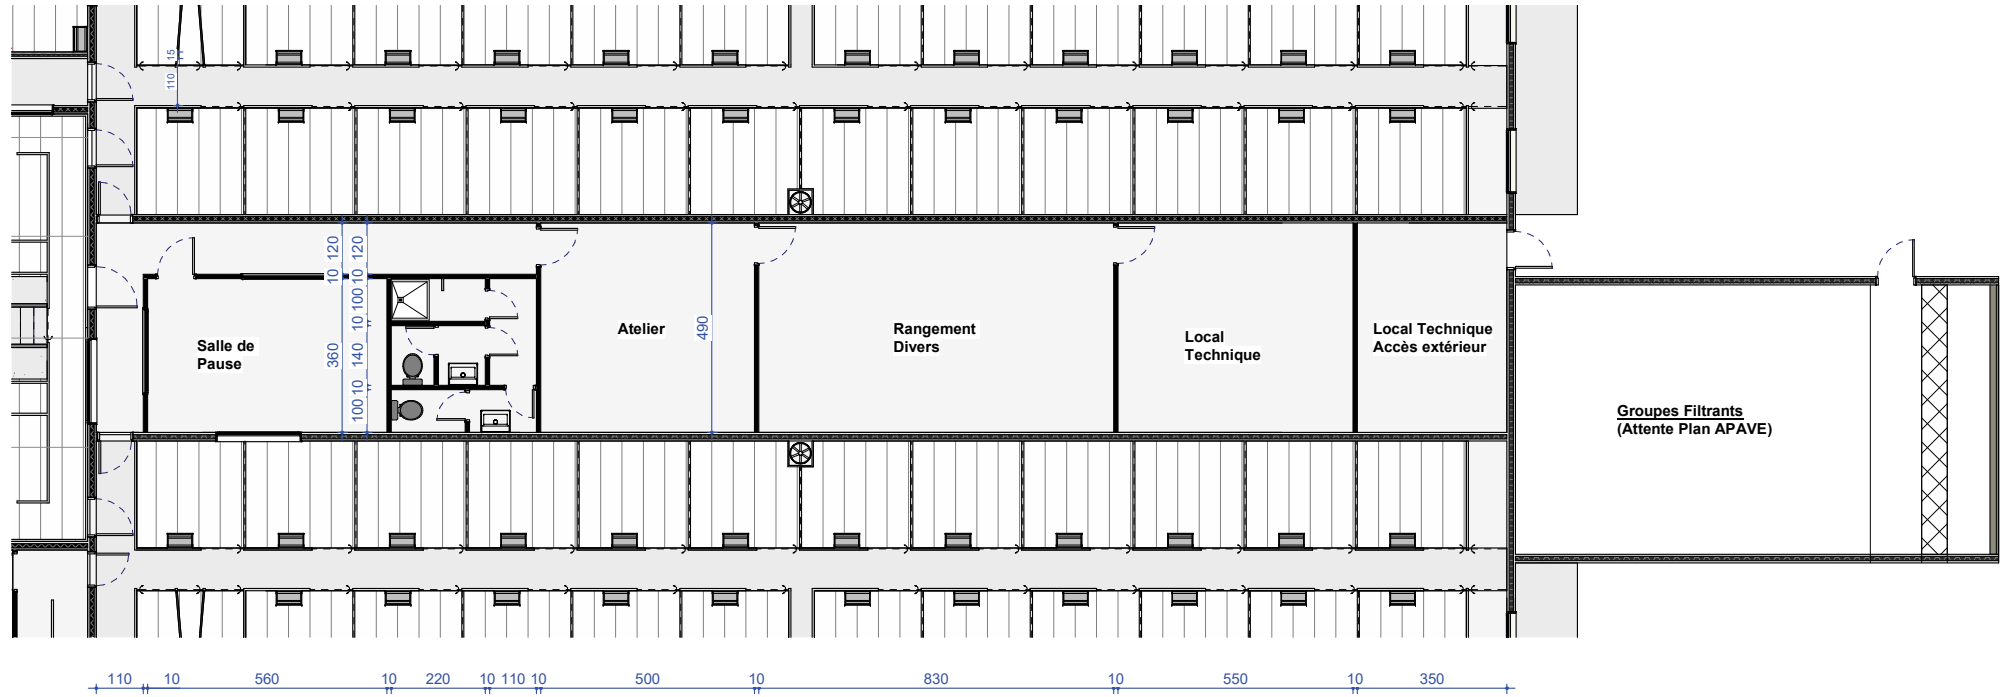 15
110
120
120
10
10
100
10
140
360
10
100
490
Salle de
Pause
Atelier
Rangement
Divers
Local
Technique
Local Technique
Accès extérieur
Groupes Filtrants
(Attente Plan APAVE)
110 10 560 10 220 10 110 10 500 10 830 10 550 10 350